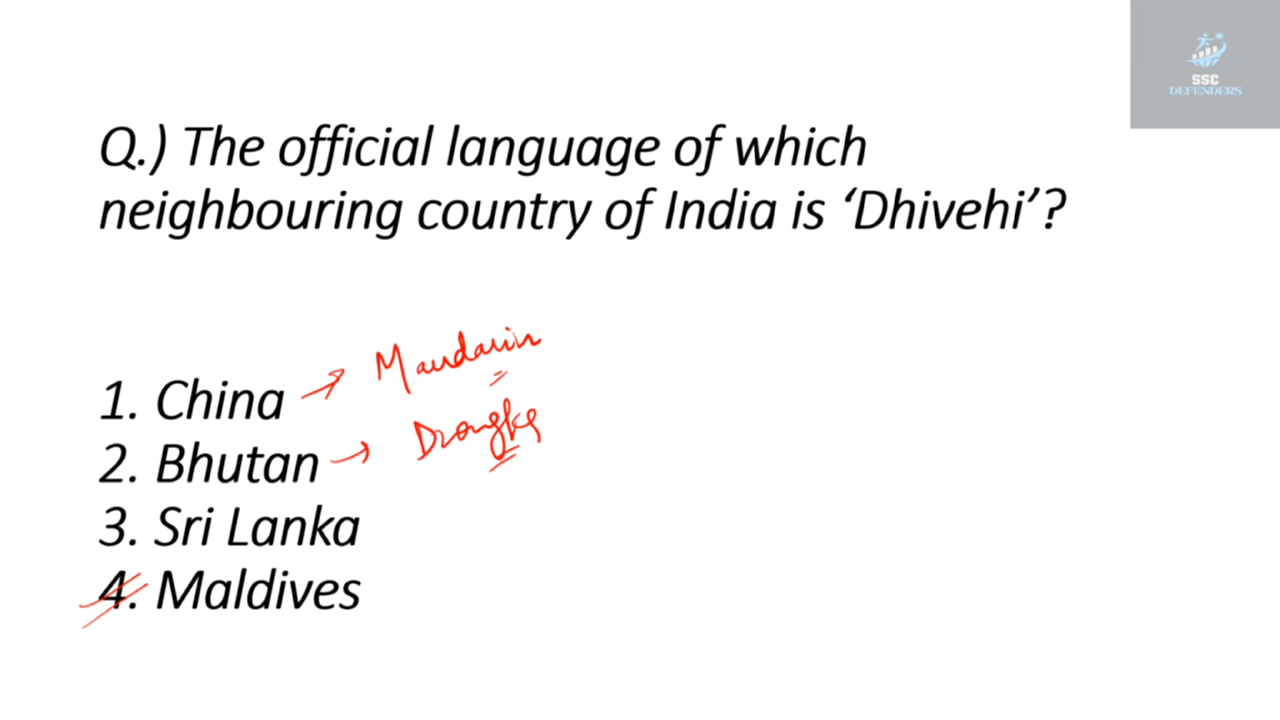 SSC
DEFENDERS
Q.) The official language of which
neighbouring country of India is ‘Dhivehi’?
1. China → Mandarin
2. Bhutan → Dzongkq
3. Sri Lanka
4. Maldives